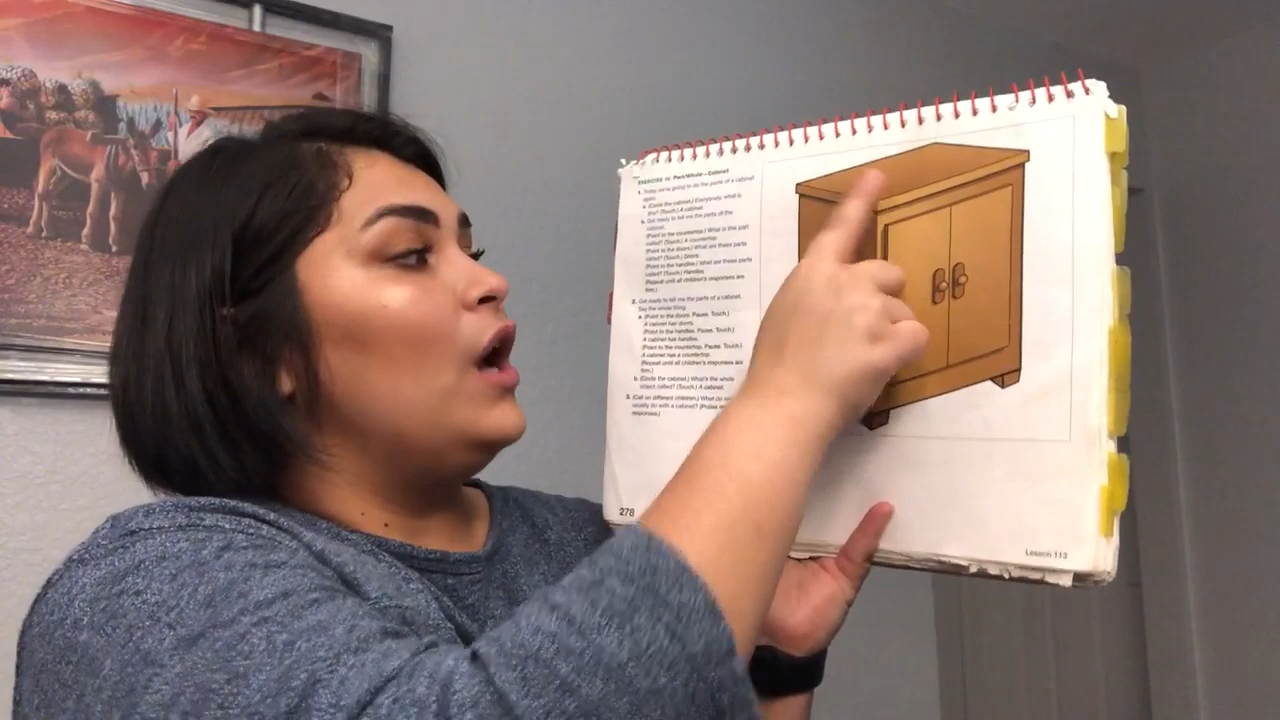 EXERCISE 10 Part/Whole—Cabinet
1. Today we're going to do the parts of a cabinet
again.
a. (Circle the cabinet.) Everybody, what is
this? (Touch.) A cabinet.
b. Get ready to tell me the parts of the
cabinet.
(Point to the countertop.) What is this part
called? (Touch.) A countertop.
(Point to the doors.) What are these parts
called? (Touch.) Doors.
(Point to the handles.) What are these parts
called? (Touch.) Handles.
(Repeat until all children's responses are
firm.)
2. Get ready to tell me the parts of a cabinet.
Say the whole thing.
a. (Point to the doors. Pause. Touch.)
A cabinet has doors.
(Point to the handles. Pause. Touch.)
A cabinet has handles.
(Point to the countertop. Pause. Touch.)
A cabinet has a countertop.
(Repeat until all children's responses are
firm.)
b. (Circle the cabinet.) What's the whole
object called? (Touch.) A cabinet.
3. (Call on different children.) What do
usually do with a cabinet? (Praise
responses.)
278
Lesson 113